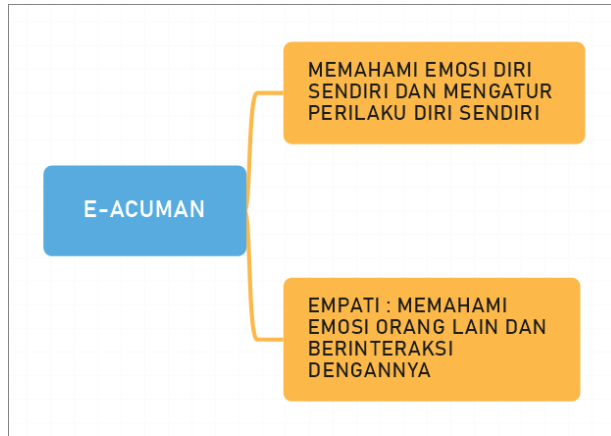 MEMAHAMI EMOSI DIRI
SENDIRI DAN MENGATUR
PERILAKU DIRI SENDIRI
E-ACUMAN
EMPATI : MEMAHAMI
EMOSI ORANG LAIN DAN
BERINTERAKSI
DENGANNYA